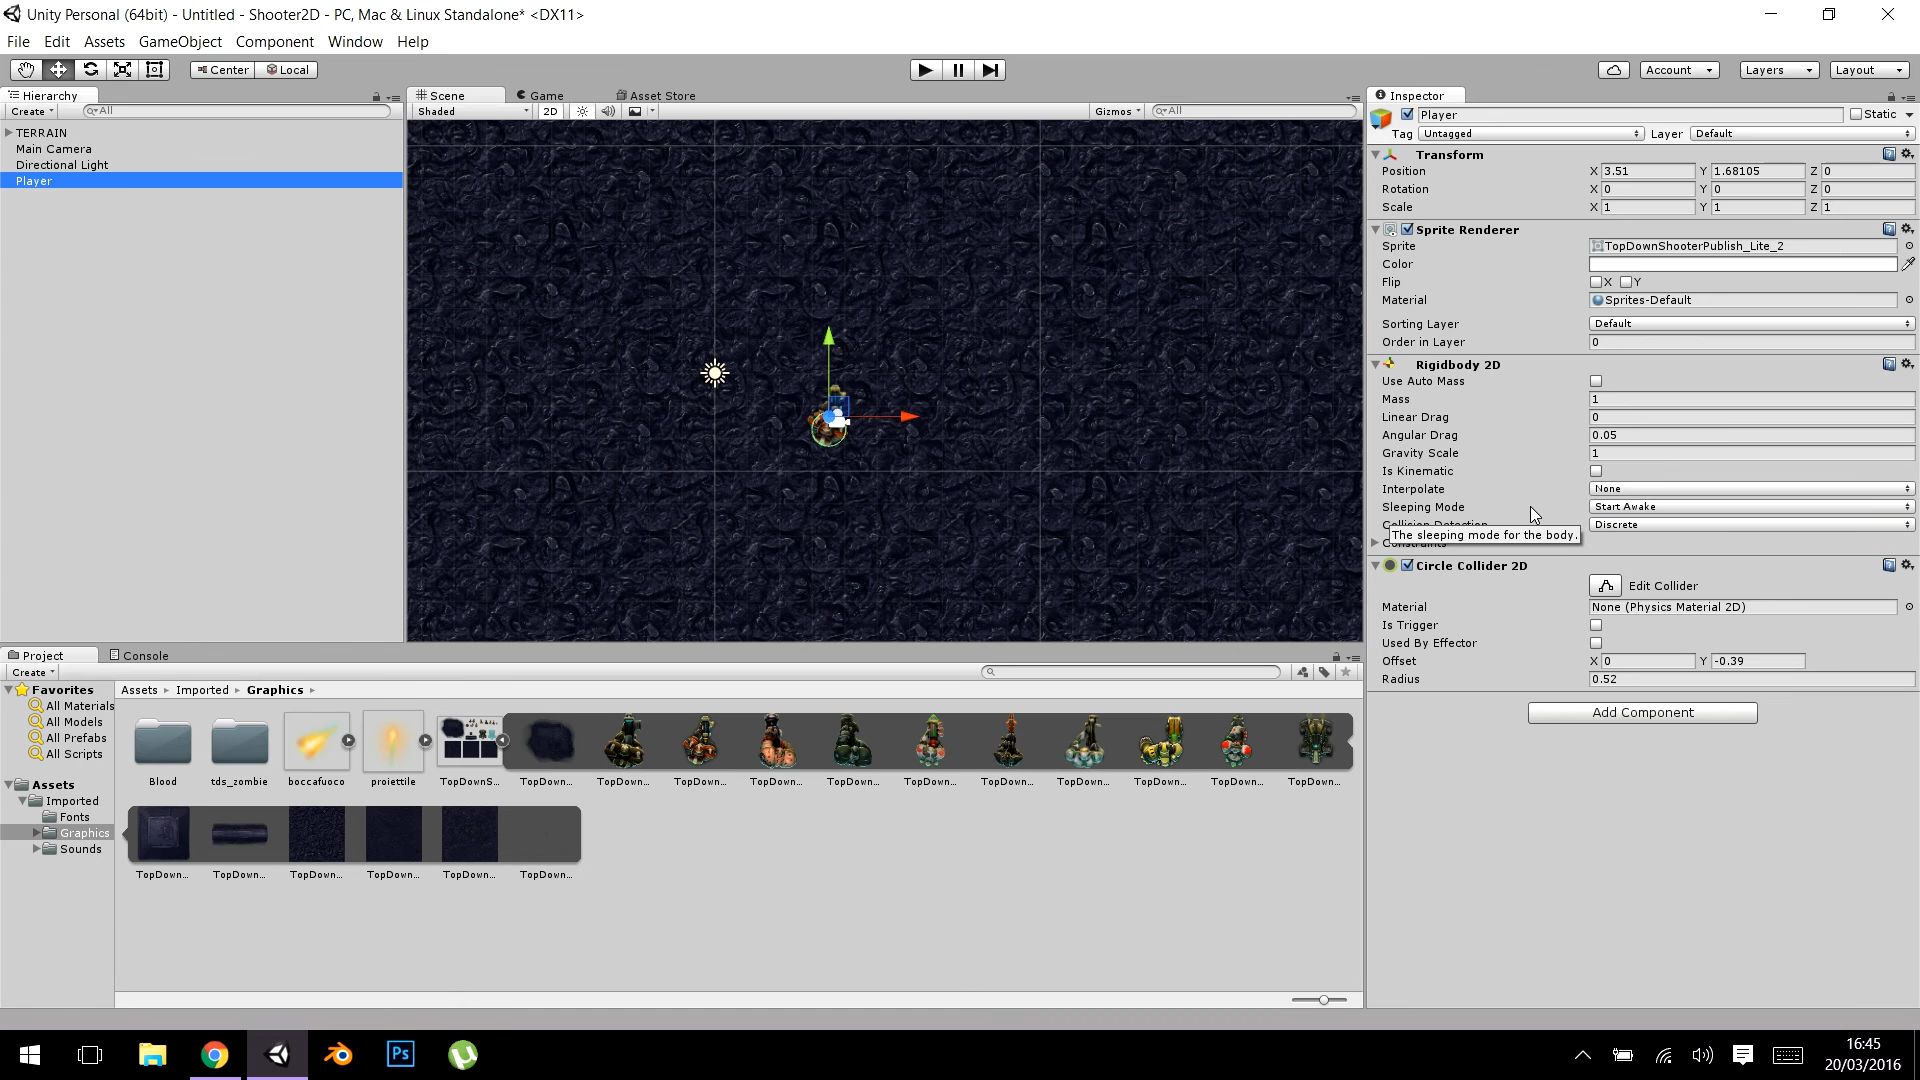 Unity Personal (64bit) - Untitled - Shooter2D - PC, Mac & Linux Standalone* <DX11>
File Edit Assets GameObject Component Window Help
Center Local Account Layers Layout
Hierarchy
Create All
TERRAIN
Main Camera
Directional Light
Player
Scene Game Asset Store
Shaded 2D Gizmos All
Inspector
Player Static
Tag Untagged Layer Default
Transform
Position X 3.51 Y 1.68105 Z 0
Rotation X 0 Y 0 Z 0
Scale X 1 Y 1 Z 1
Sprite Renderer
Sprite TopDownShooterPublish_Lite_2
Color
Flip X Y
Material Sprites-Default
Sorting Layer Default
Order in Layer 0
Rigidbody 2D
Use Auto Mass
Mass 1
Linear Drag 0
Angular Drag 0.05
Gravity Scale 1
Is Kinematic
Interpolate None
Sleeping Mode Start Awake
Collision Detection Discrete
The sleeping mode for the body.
Constraints
Circle Collider 2D
Edit Collider
Material None (Physics Material 2D)
Is Trigger
Used By Effector
Offset X 0 Y -0.39
Radius 0.52
Add Component
Project Console
Create
Favorites
All Materials
All Models
All Prefabs
All Scripts
Assets
Imported
Fonts
Graphics
Sounds
Assets Imported Graphics
Blood tds_zombie boccafuoco proiettile TopDownS... TopDown... TopDown... TopDown... TopDown... TopDown... TopDown... TopDown... TopDown... TopDown... TopDown... TopDown...
TopDown... TopDown... TopDown... TopDown... TopDown... TopDown...
Ps
16:45
20/03/2016